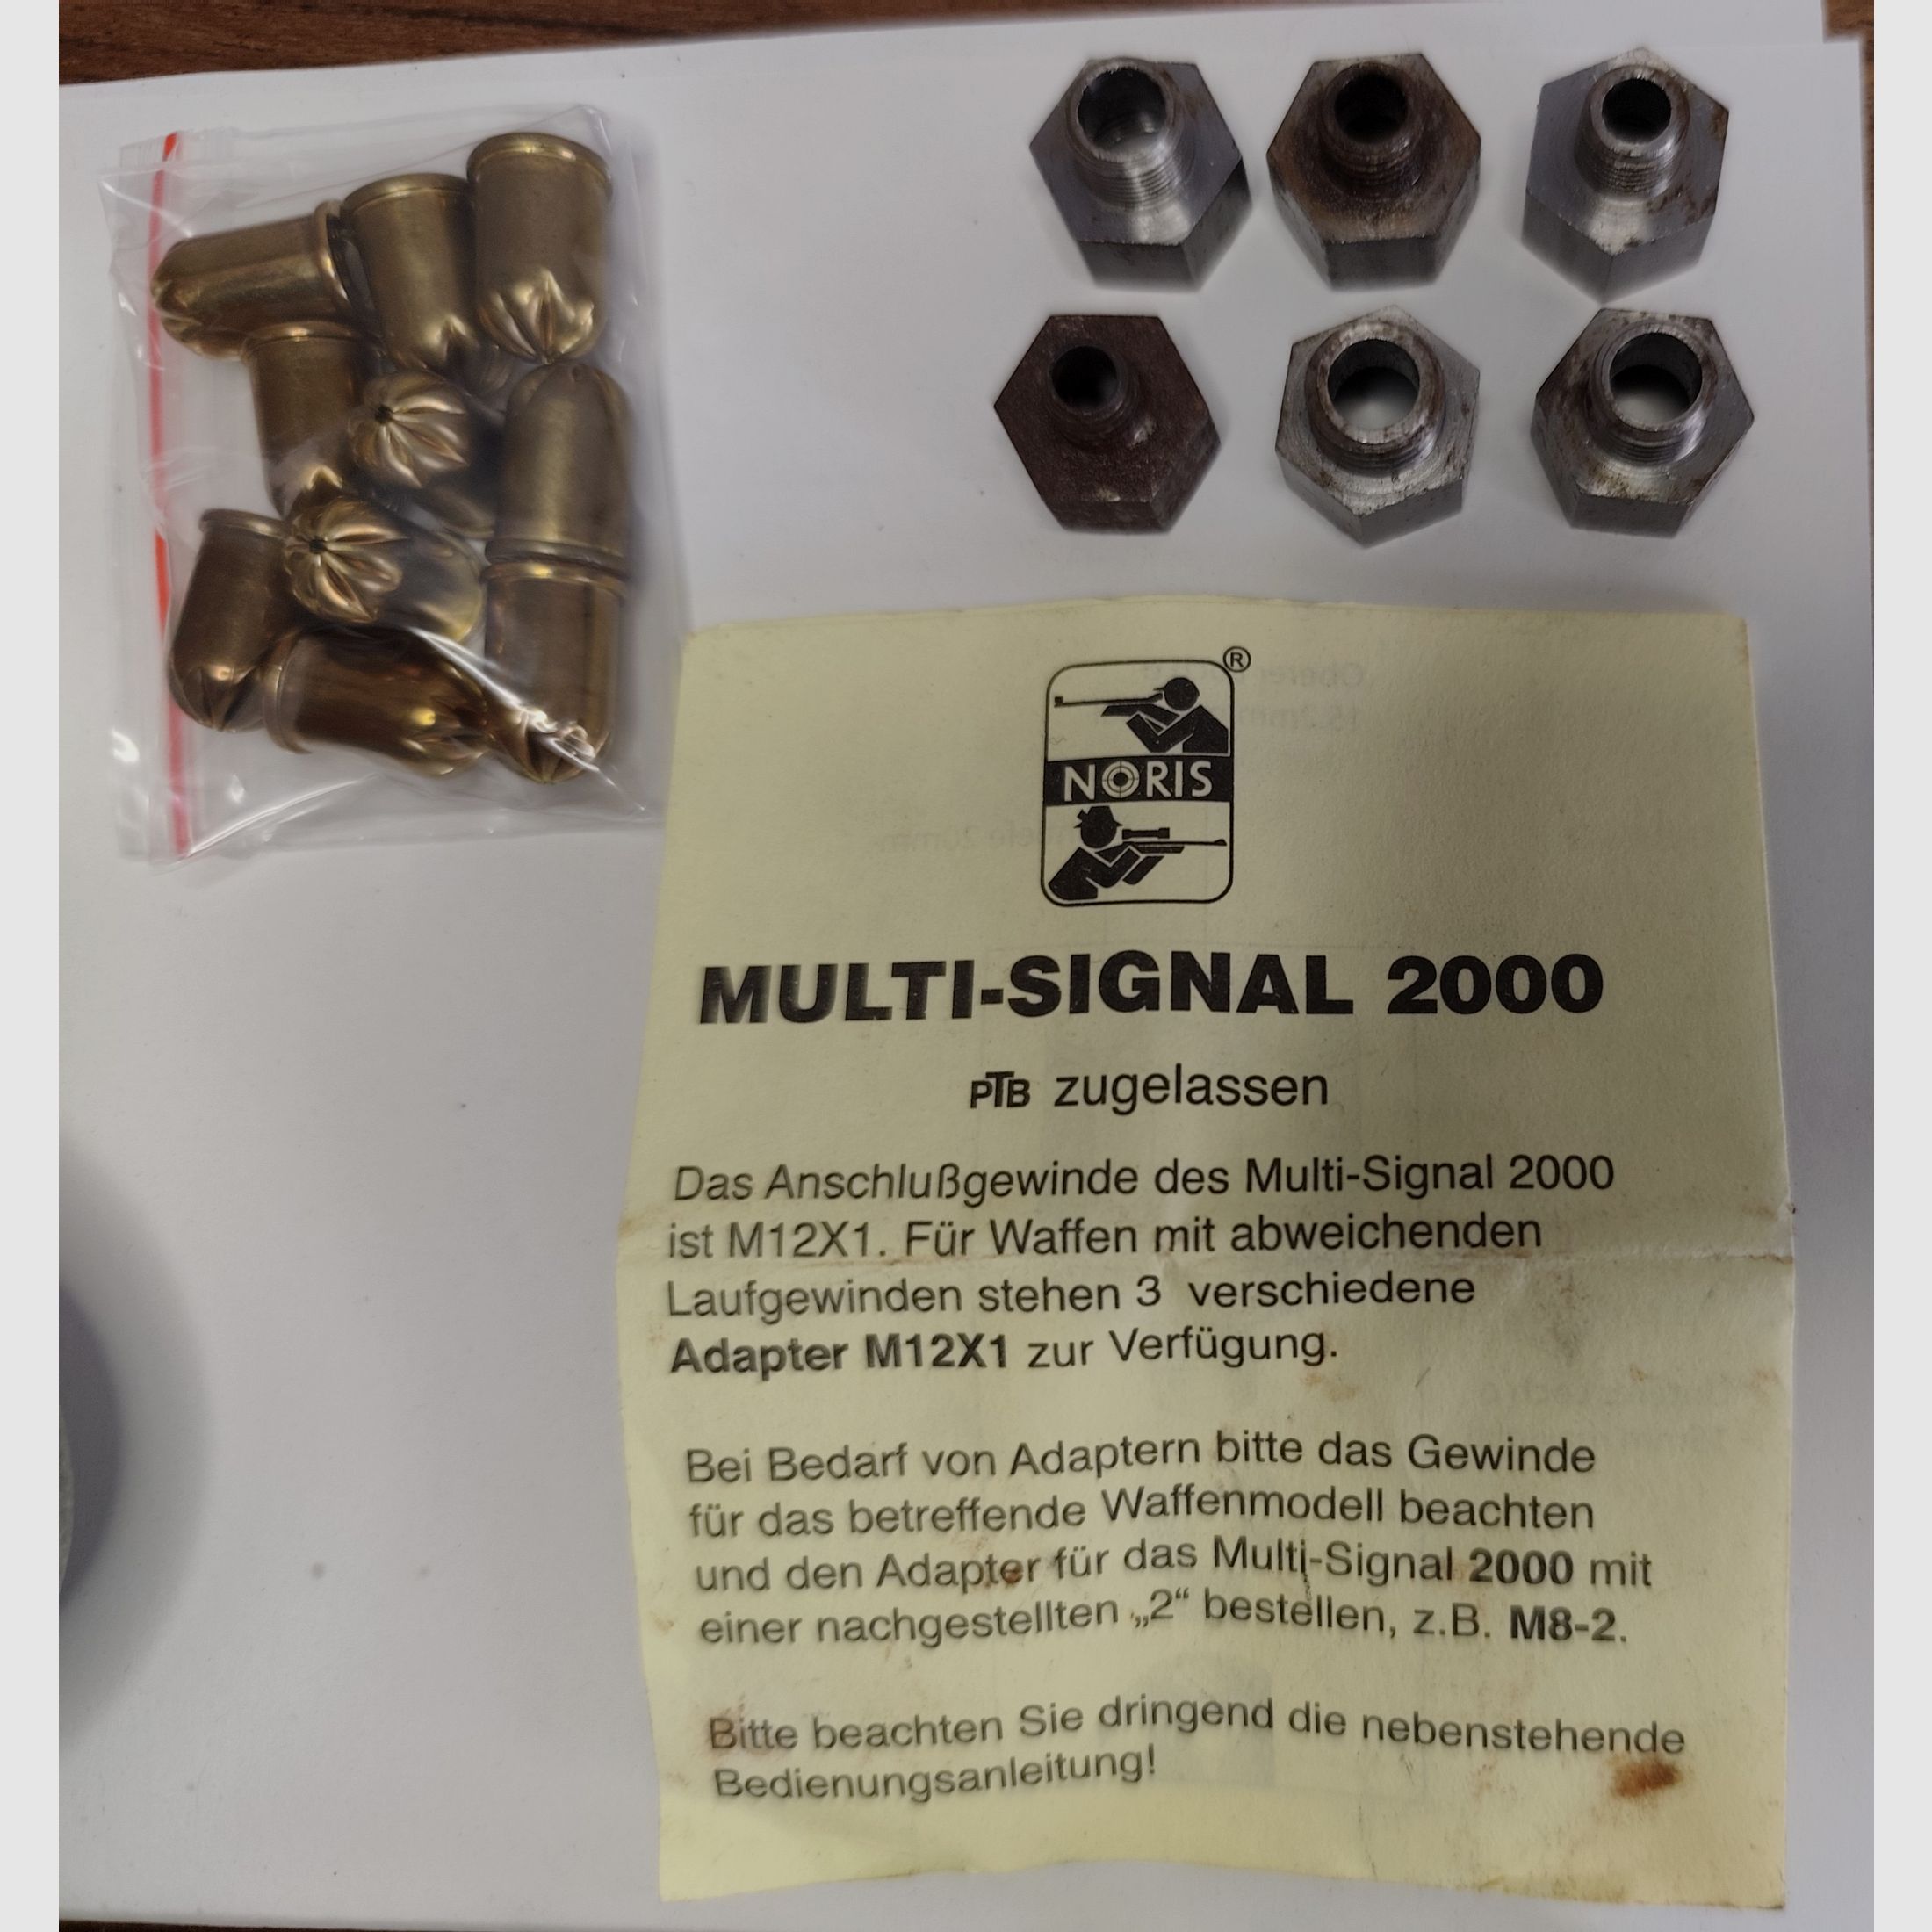 ®
NORIS
MULTI-SIGNAL 2000
PTB zugelassen
Das Anschlußgewinde des Multi-Signal 2000
ist M12X1. Für Waffen mit abweichenden
Laufgewinden stehen 3 verschiedene
Adapter M12X1 zur Verfügung.
Bei Bedarf von Adaptern bitte das Gewinde
für das betreffende Waffenmodell beachten
und den Adapter für das Multi-Signal 2000 mit
einer nachgestellten „2“ bestellen, z.B. M8-2.
Bitte beachten Sie dringend die nebenstehende
Bedienungsanleitung!